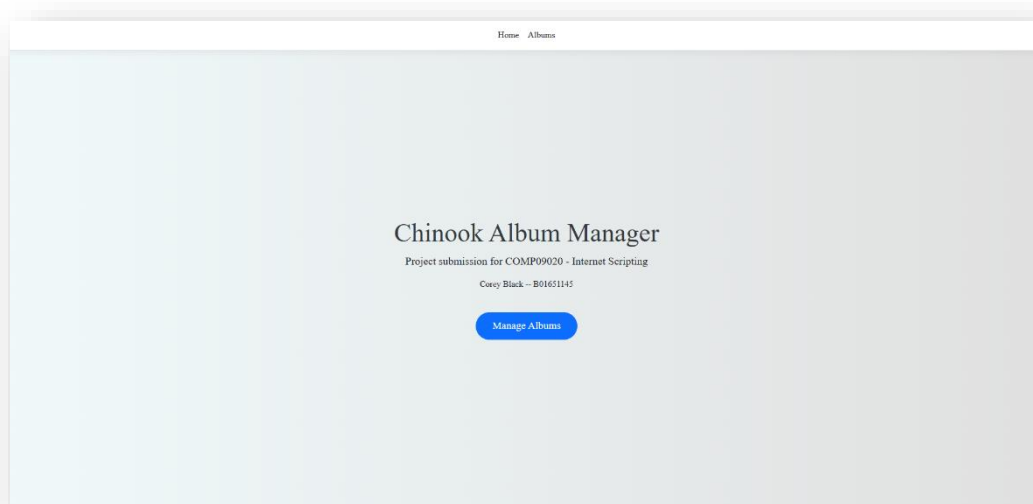 Home Albums
Chinook Album Manager
Project submission for COMP09020 - Internet Scripting
Corey Black -- B01651145
Manage Albums